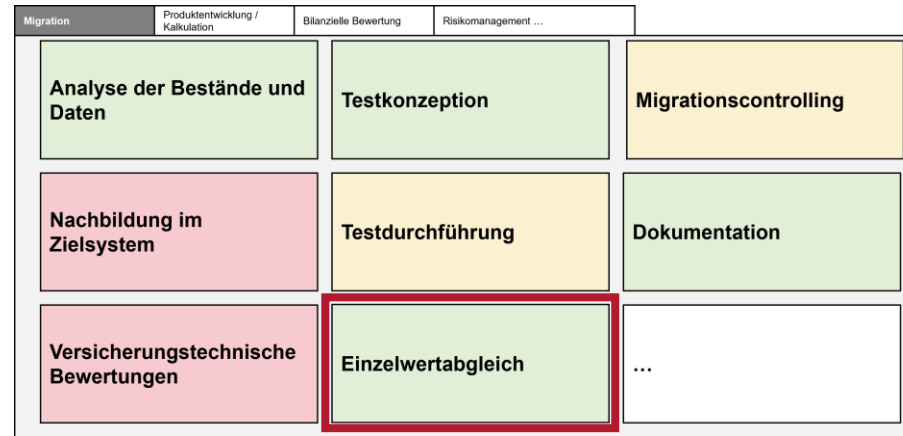 Migration
Produktentwicklung /
Kalkulation
Bilanzielle Bewertung
Risikomanagement ...
Analyse der Bestände und
Daten
Testkonzeption
Migrationscontrolling
Nachbildung im
Zielsystem
Testdurchführung
Dokumentation
Versicherungstechnische
Bewertungen
Einzelwertabgleich
...